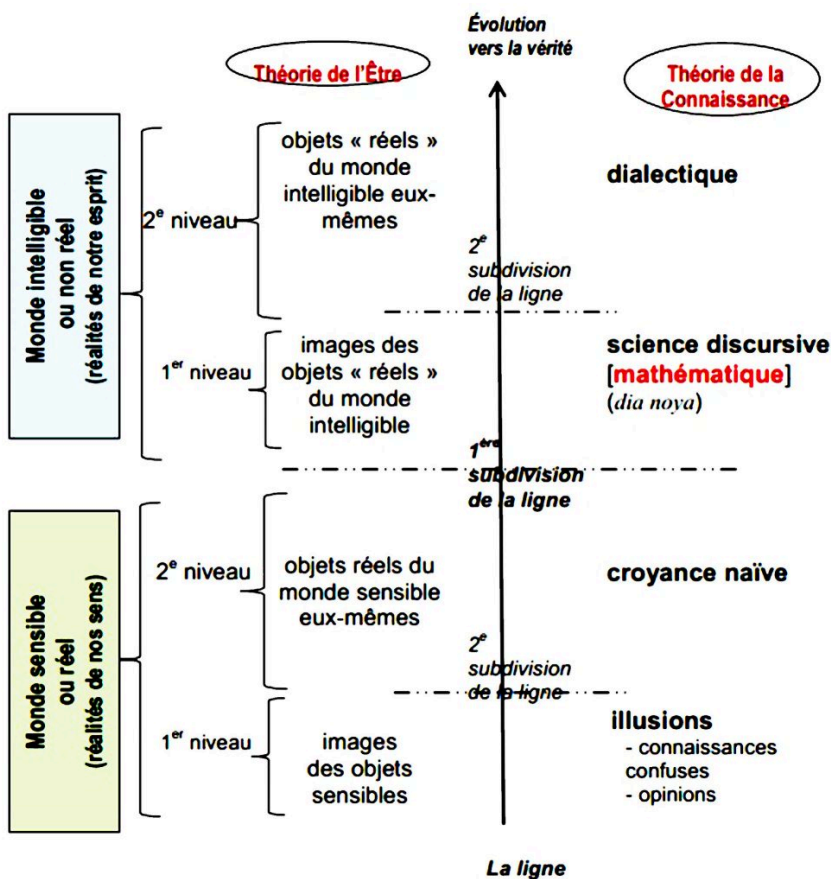 Évolution
vers la vérité
Théorie de l'Être
Théorie de la
Connaissance
Monde intelligible
ou non réel
(réalités de notre esprit)
2e niveau
objets « réels »
du monde
intelligible eux-
mêmes
dialectique
2e
subdivision
de la ligne
1er niveau
images des
objets « réels »
du monde
intelligible
science discursive
[mathématique]
(dia noya)
1ère
subdivision
de la ligne
Monde sensible
ou réel
(réalités de nos sens)
2e niveau
objets réels du
monde sensible
eux-mêmes
croyance naïve
2e
subdivision
de la ligne
1er niveau
images
des objets
sensibles
illusions
- connaissances
confuses
- opinions
La ligne